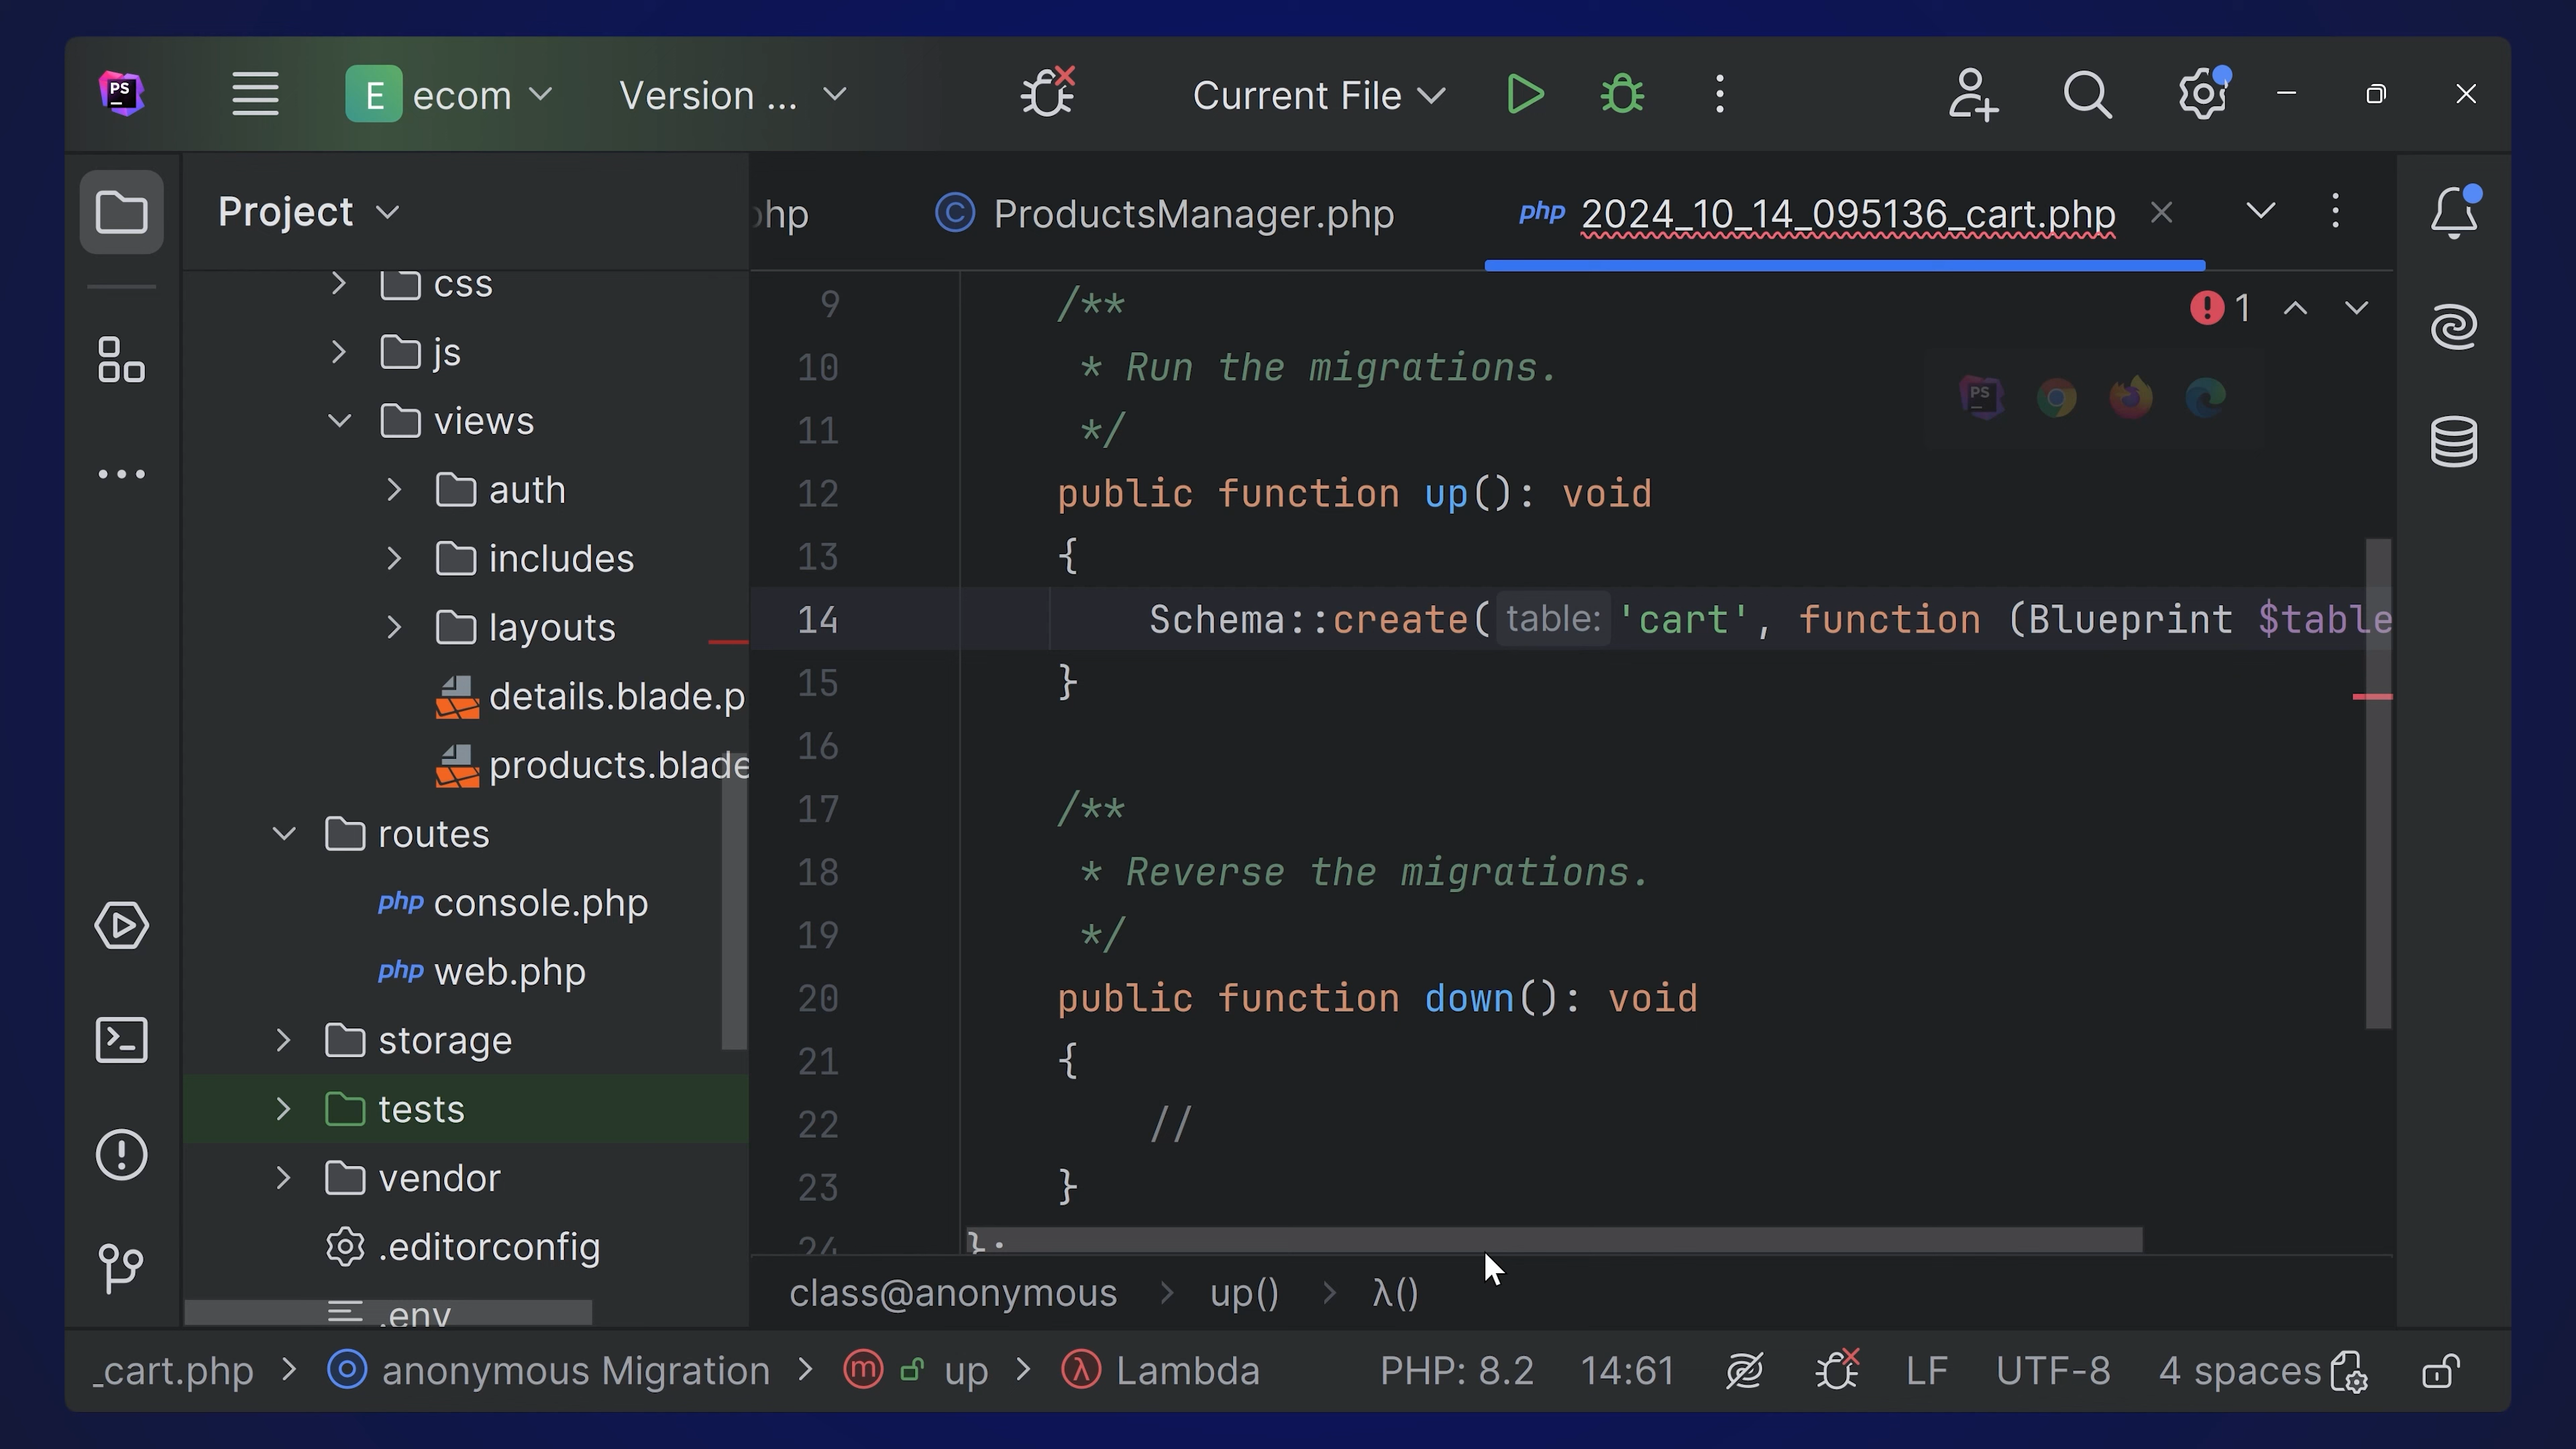 PS
E ecom
Version ...
Current File
Project
php
ProductsManager.php
php 2024_10_14_095136_cart.php
css
js
views
auth
includes
layouts
details.blade.p
products.blade
routes
php console.php
php web.php
storage
tests
vendor
.editorconfig
.env
1
PS
9 /**
10 * Run the migrations.
11 */
12 public function up(): void
13 {
14 Schema::create( table: 'cart', function (Blueprint $table
15 }
16
17 /**
18 * Reverse the migrations.
19 */
20 public function down(): void
21 {
22 //
23 }
24 };
class@anonymous > up() > λ()
_cart.php > anonymous Migration > m up > λ Lambda
PHP: 8.2 14:61 LF UTF-8 4 spaces